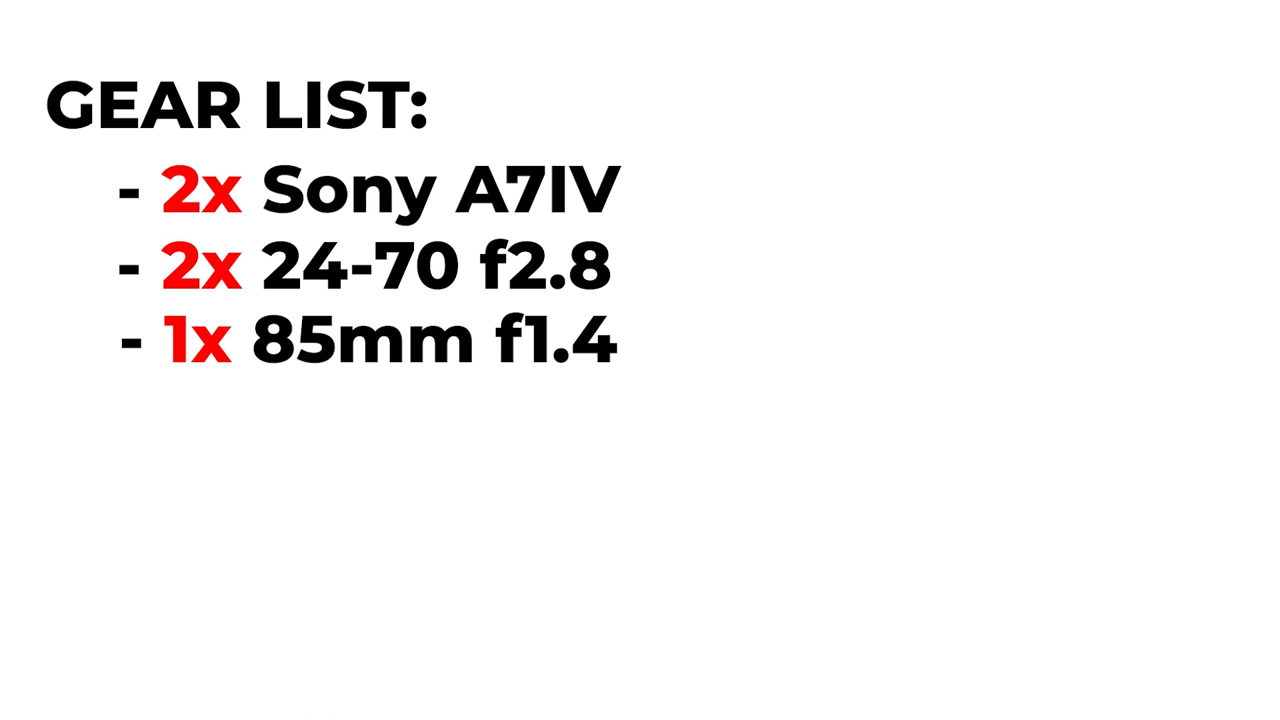 GEAR LIST:
- 2x Sony A7IV
- 2x 24-70 f2.8
- 1x 85mm f1.4